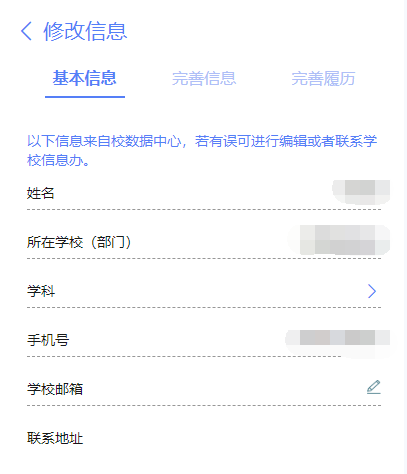 修改信息
基本信息 完善信息 完善履历
以下信息来自校数据中心，若有误可进行编辑或者联系学
校信息办。
姓名
所在学校（部门）
学科
手机号
学校邮箱
联系地址